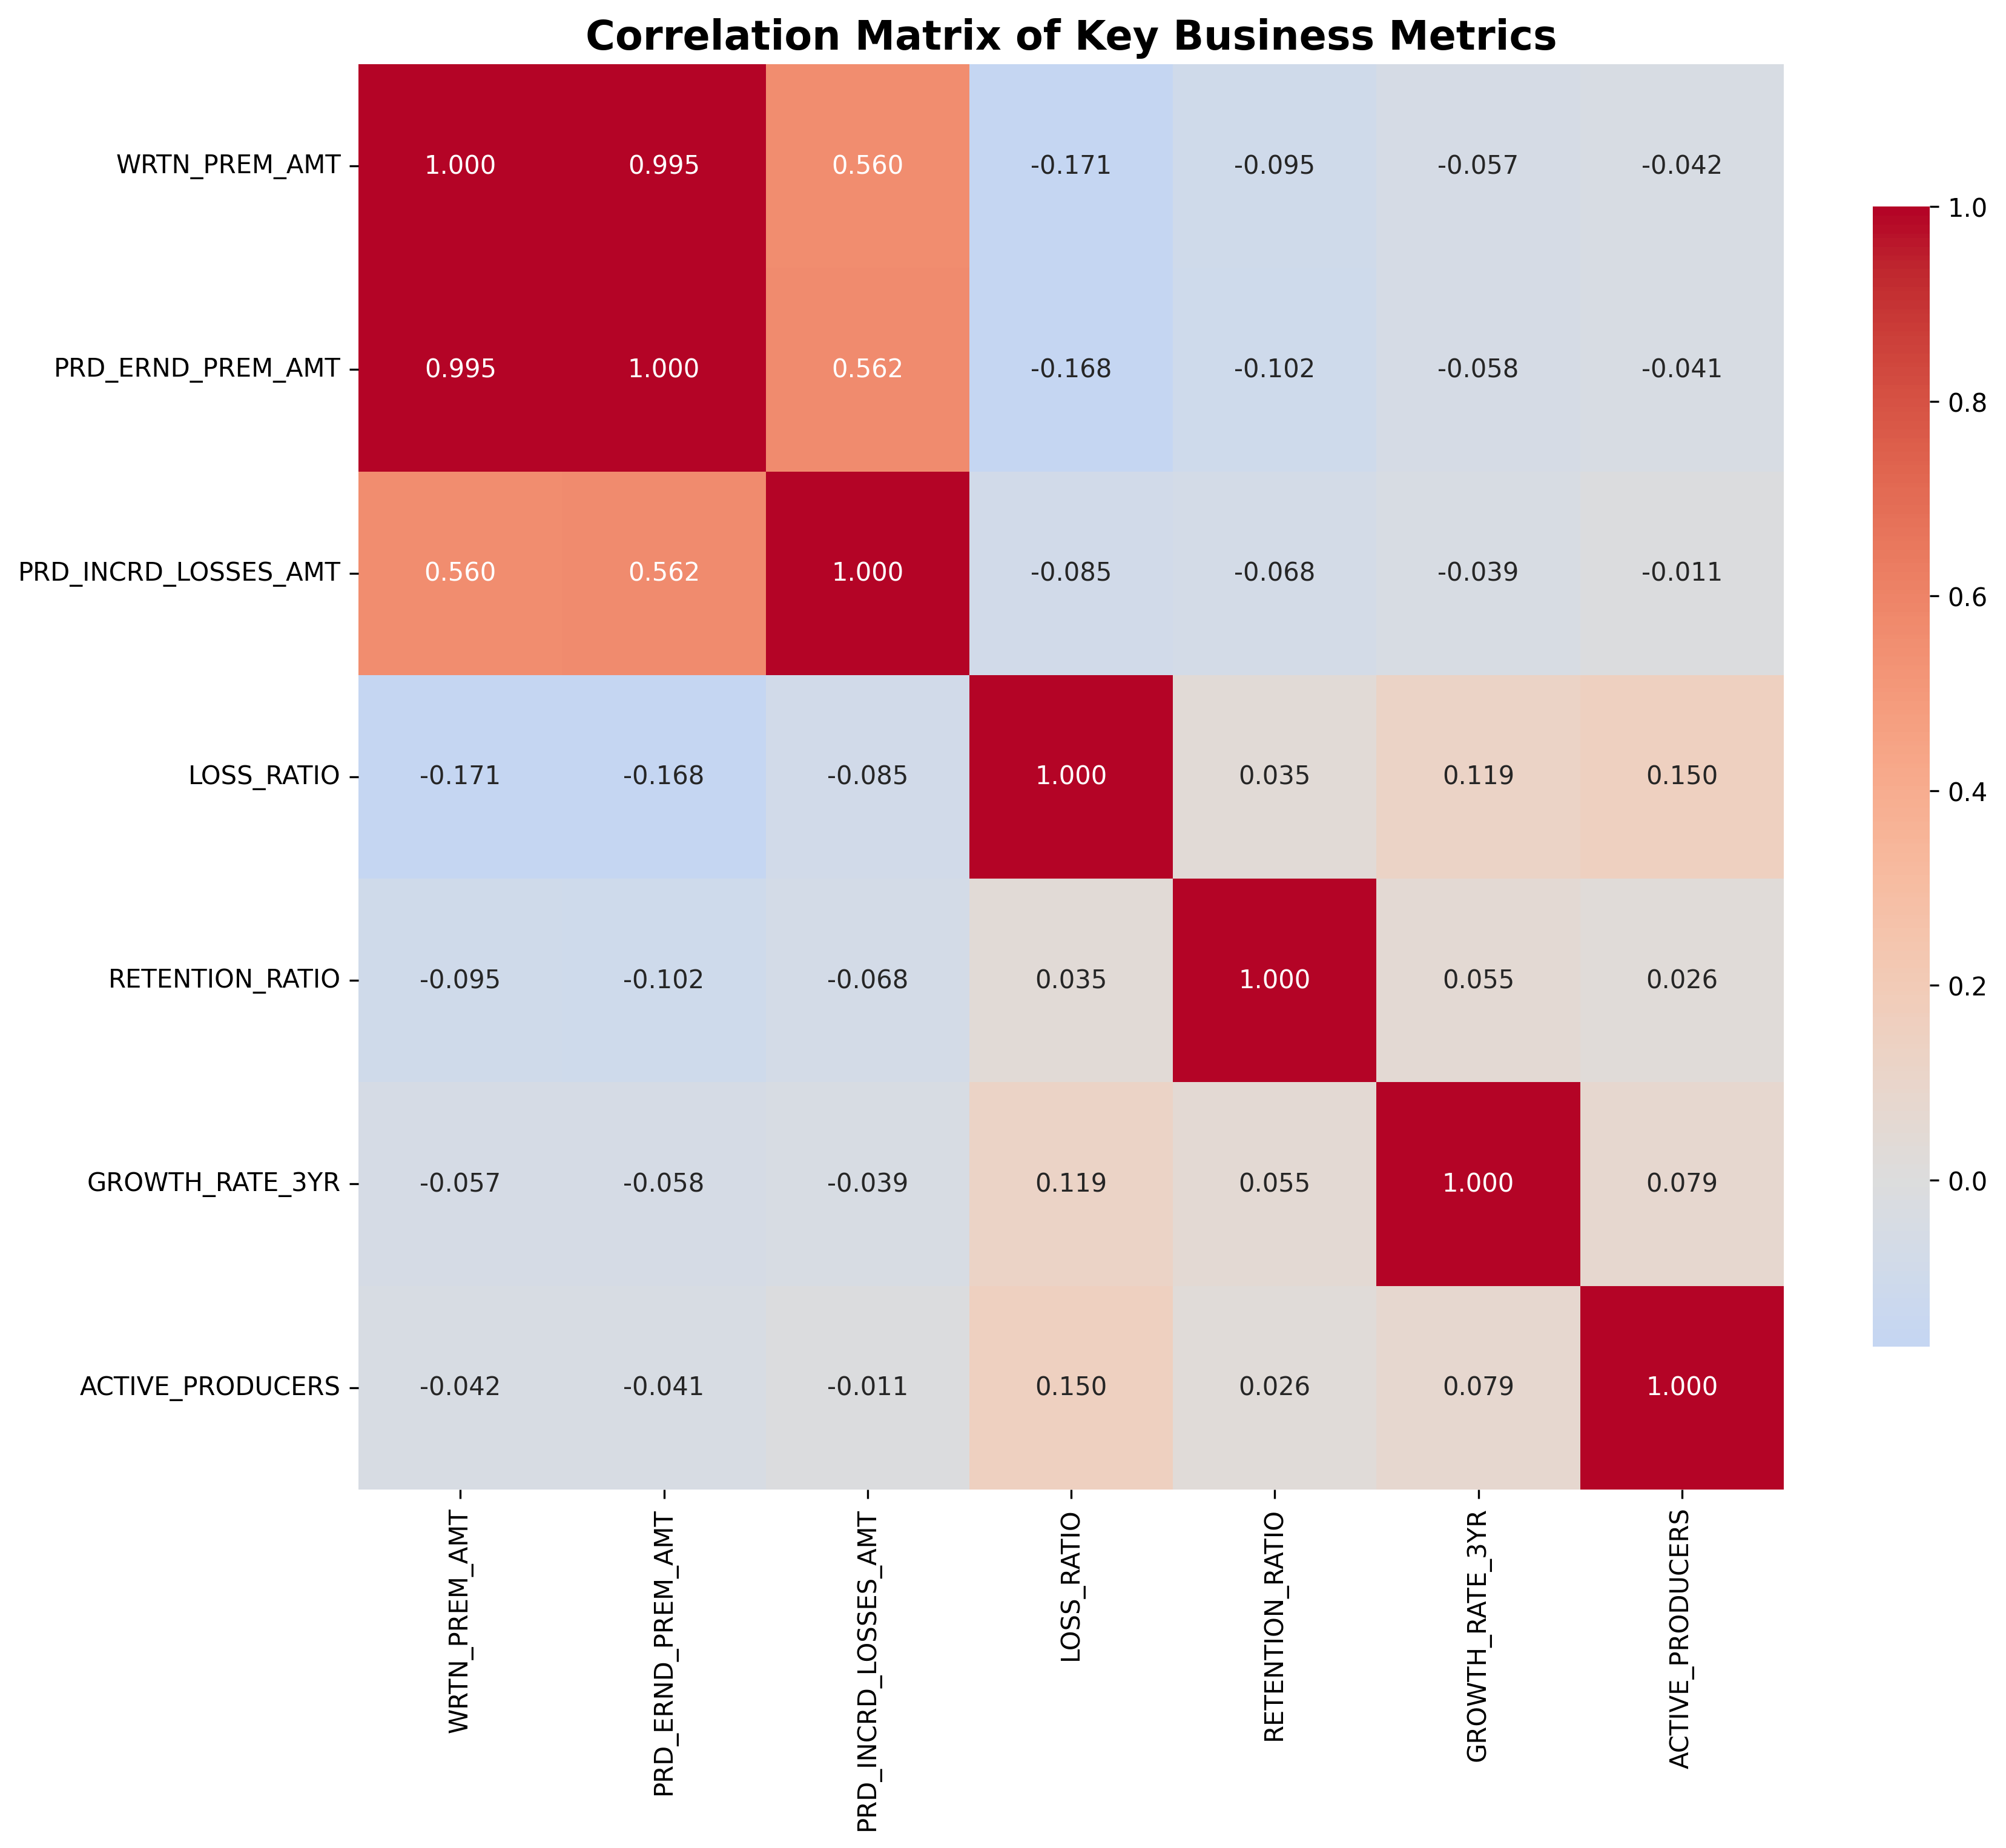 Correlation Matrix of Key Business Metrics
WRTN_PREM_AMT 1.000 0.995 0.560 -0.171 -0.095 -0.057 -0.042
PRD_ERND_PREM_AMT 0.995 1.000 0.562 -0.168 -0.102 -0.058 -0.041
PRD_INCRD_LOSSES_AMT 0.560 0.562 1.000 -0.085 -0.068 -0.039 -0.011
LOSS_RATIO -0.171 -0.168 -0.085 1.000 0.035 0.119 0.150
RETENTION_RATIO -0.095 -0.102 -0.068 0.035 1.000 0.055 0.026
GROWTH_RATE_3YR -0.057 -0.058 -0.039 0.119 0.055 1.000 0.079
ACTIVE_PRODUCERS -0.042 -0.041 -0.011 0.150 0.026 0.079 1.000
WRTN_PREM_AMT
PRD_ERND_PREM_AMT
PRD_INCRD_LOSSES_AMT
LOSS_RATIO
RETENTION_RATIO
GROWTH_RATE_3YR
ACTIVE_PRODUCERS
1.0
0.8
0.6
0.4
0.2
0.0